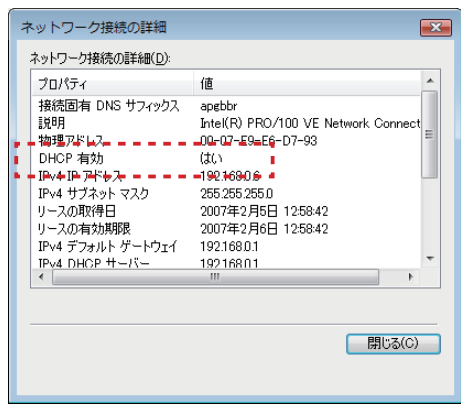 ネットワーク接続の詳細
ネットワーク接続の詳細(D):
プロパティ 値
接続固有 DNS サフィックス apgbbr
説明 Intel(R) PRO/100 VE Network Connect
物理アドレス 00-07-E9-E6-D7-93
DHCP 有効 はい
IPv4 IP アドレス 192.168.0.6
IPv4 サブネット マスク 255.255.255.0
リースの取得日 2007年2月5日 12:58:42
リースの有効期限 2007年2月6日 12:58:42
IPv4 デフォルト ゲートウェイ 192.168.0.1
IPv4 DHCP サーバー 192.168.0.1
閉じる(C)